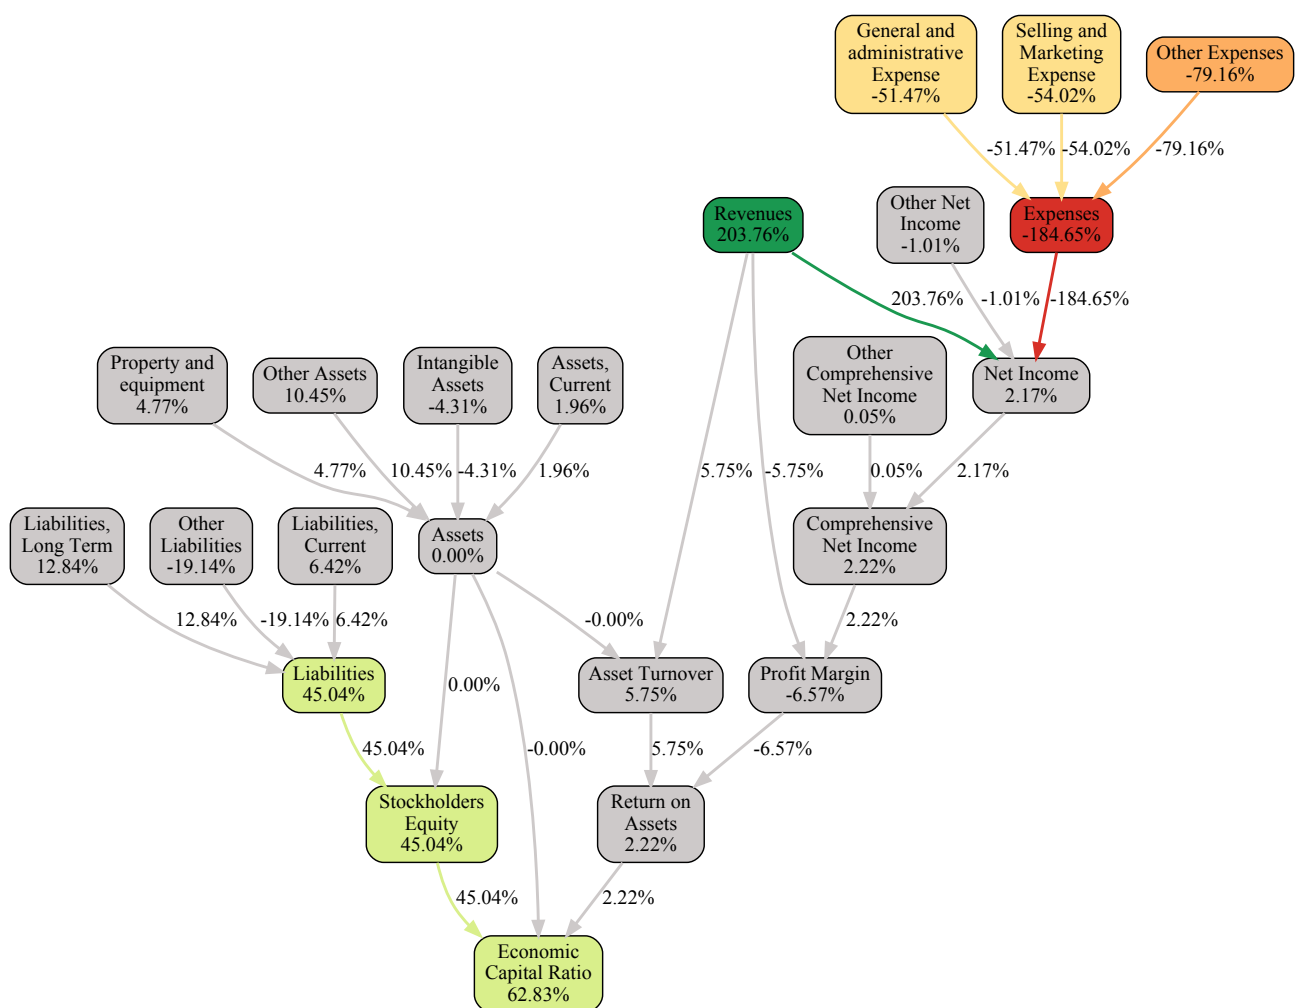 General and
administrative
Expense
-51.47%
Selling and
Marketing
Expense
-54.02%
Other Expenses
-79.16%
-51.47%
-54.02%
-79.16%
Revenues
203.76%
Other Net
Income
-1.01%
Expenses
-184.65%
203.76%
-1.01%
-184.65%
Property and
equipment
4.77%
Other Assets
10.45%
Intangible
Assets
-4.31%
Assets,
Current
1.96%
Other
Comprehensive
Net Income
0.05%
Net Income
2.17%
4.77%
10.45%
-4.31%
1.96%
5.75%
-5.75%
0.05%
2.17%
Liabilities,
Long Term
12.84%
Other
Liabilities
-19.14%
Liabilities,
Current
6.42%
Assets
0.00%
Comprehensive
Net Income
2.22%
12.84%
-19.14%
6.42%
-0.00%
2.22%
Liabilities
45.04%
0.00%
Asset Turnover
5.75%
Profit Margin
-6.57%
45.04%
-0.00%
5.75%
-6.57%
Stockholders
Equity
45.04%
Return on
Assets
2.22%
45.04%
2.22%
Economic
Capital Ratio
62.83%